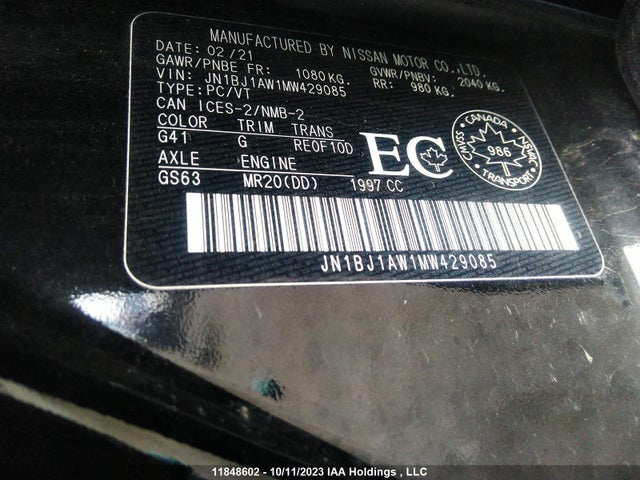 MANUFACTURED BY NISSAN MOTOR CO.,LTD.
DATE: 02/21
GAWR/PNBE FR: 1080 KG. GVWR/PNBV: 2040 KG.
VIN: JN1BJ1AW1MW429085 RR: 980 KG.
TYPE:PC/VT
CAN ICES-2/NMB-2
COLOR TRIM TRANS
G41 G RE0F10D
AXLE ENGINE
GS63 MR20(DD) 1997 CC
EC
CANADA
CMVSS NSVAC
986
TRANSPORT
JN1BJ1AW1MW429085
11848602 - 10/11/2023 IAA Holdings , LLC